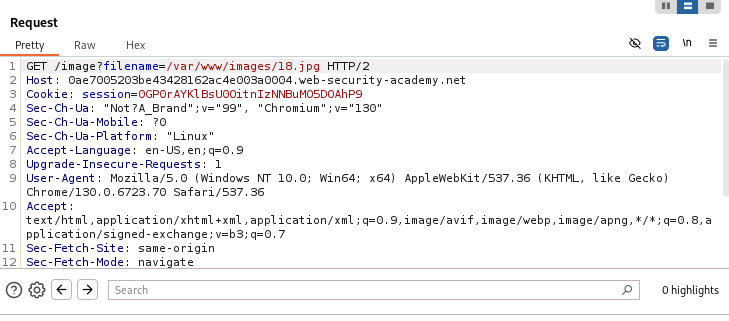 Request
Pretty Raw Hex
\n
1 GET /image?filename=/var/www/images/18.jpg HTTP/2
2 Host: 0ae7005203be43428162ac4e003a0004.web-security-academy.net
3 Cookie: session=0GP0rAYKlBsU0OitnIzNNBuMO5DOAhP9
4 Sec-Ch-Ua: "Not?A_Brand";v="99", "Chromium";v="130"
5 Sec-Ch-Ua-Mobile: ?0
6 Sec-Ch-Ua-Platform: "Linux"
7 Accept-Language: en-US,en;q=0.9
8 Upgrade-Insecure-Requests: 1
9 User-Agent: Mozilla/5.0 (Windows NT 10.0; Win64; x64) AppleWebKit/537.36 (KHTML, like Gecko)
Chrome/130.0.6723.70 Safari/537.36
10 Accept:
text/html,application/xhtml+xml,application/xml;q=0.9,image/avif,image/webp,image/apng,*/*;q=0.8,a
pplication/signed-exchange;v=b3;q=0.7
11 Sec-Fetch-Site: same-origin
12 Sec-Fetch-Mode: navigate
Search
0 highlights